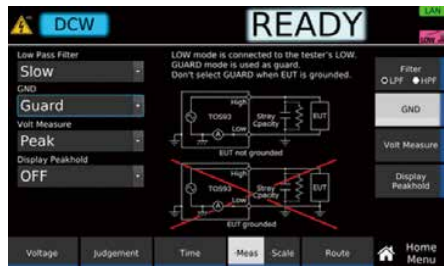 LAN
DCW
READY
LOW
Low Pass Filter
Slow
GND
Guard
Volt Measure
Peak
Display Peakhold
OFF
LOW mode is connected to the tester's LOW.
GUARD mode is used as guard.
Don't select GUARD when EUT is grounded.
High
TOS93
Low
Stray
Cpacity
EUT
EUT not grounded
High
TOS93
Low
Stray
Cpacity
EUT
EUT grounded
Filter
LPF HPF
GND
Volt Measure
Display
Peakhold
Voltage
Judgement
Time
Meas
Scale
Route
Home
Menu